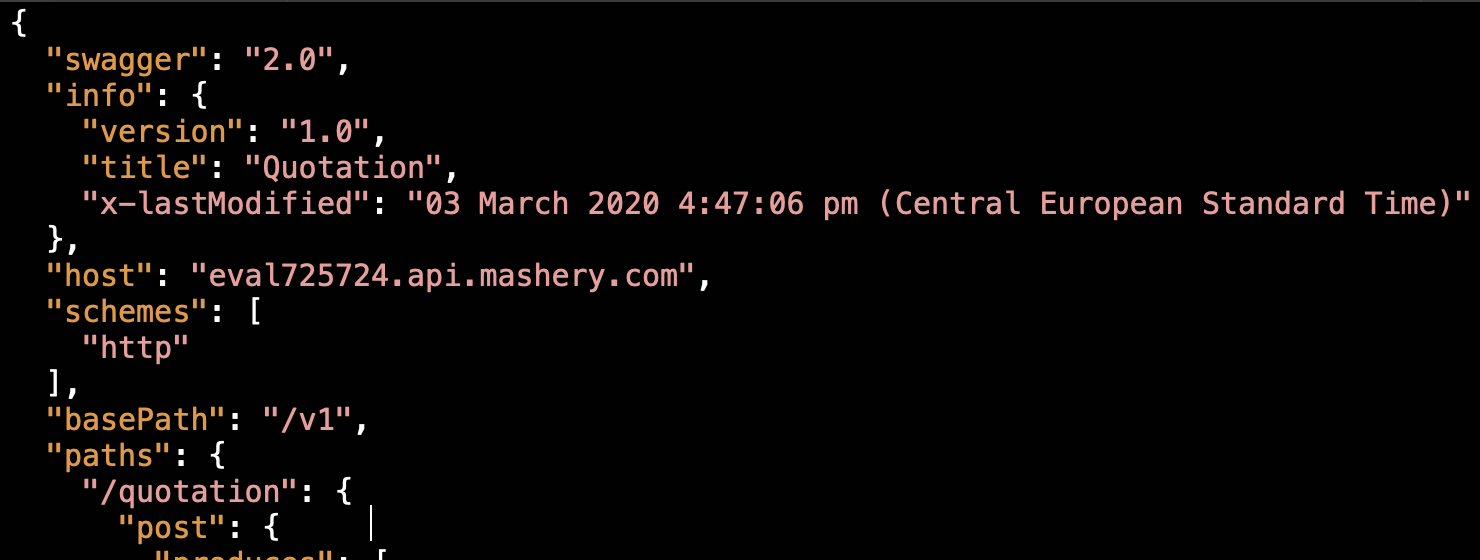 {
  "swagger": "2.0",
  "info": {
    "version": "1.0",
    "title": "Quotation",
    "x-lastModified": "03 March 2020 4:47:06 pm (Central European Standard Time)"
  },
  "host": "eval725724.api.mashery.com",
  "schemes": [
    "http"
  ],
  "basePath": "/v1",
  "paths": {
    "/quotation": {
      "post": {
        "produces": [